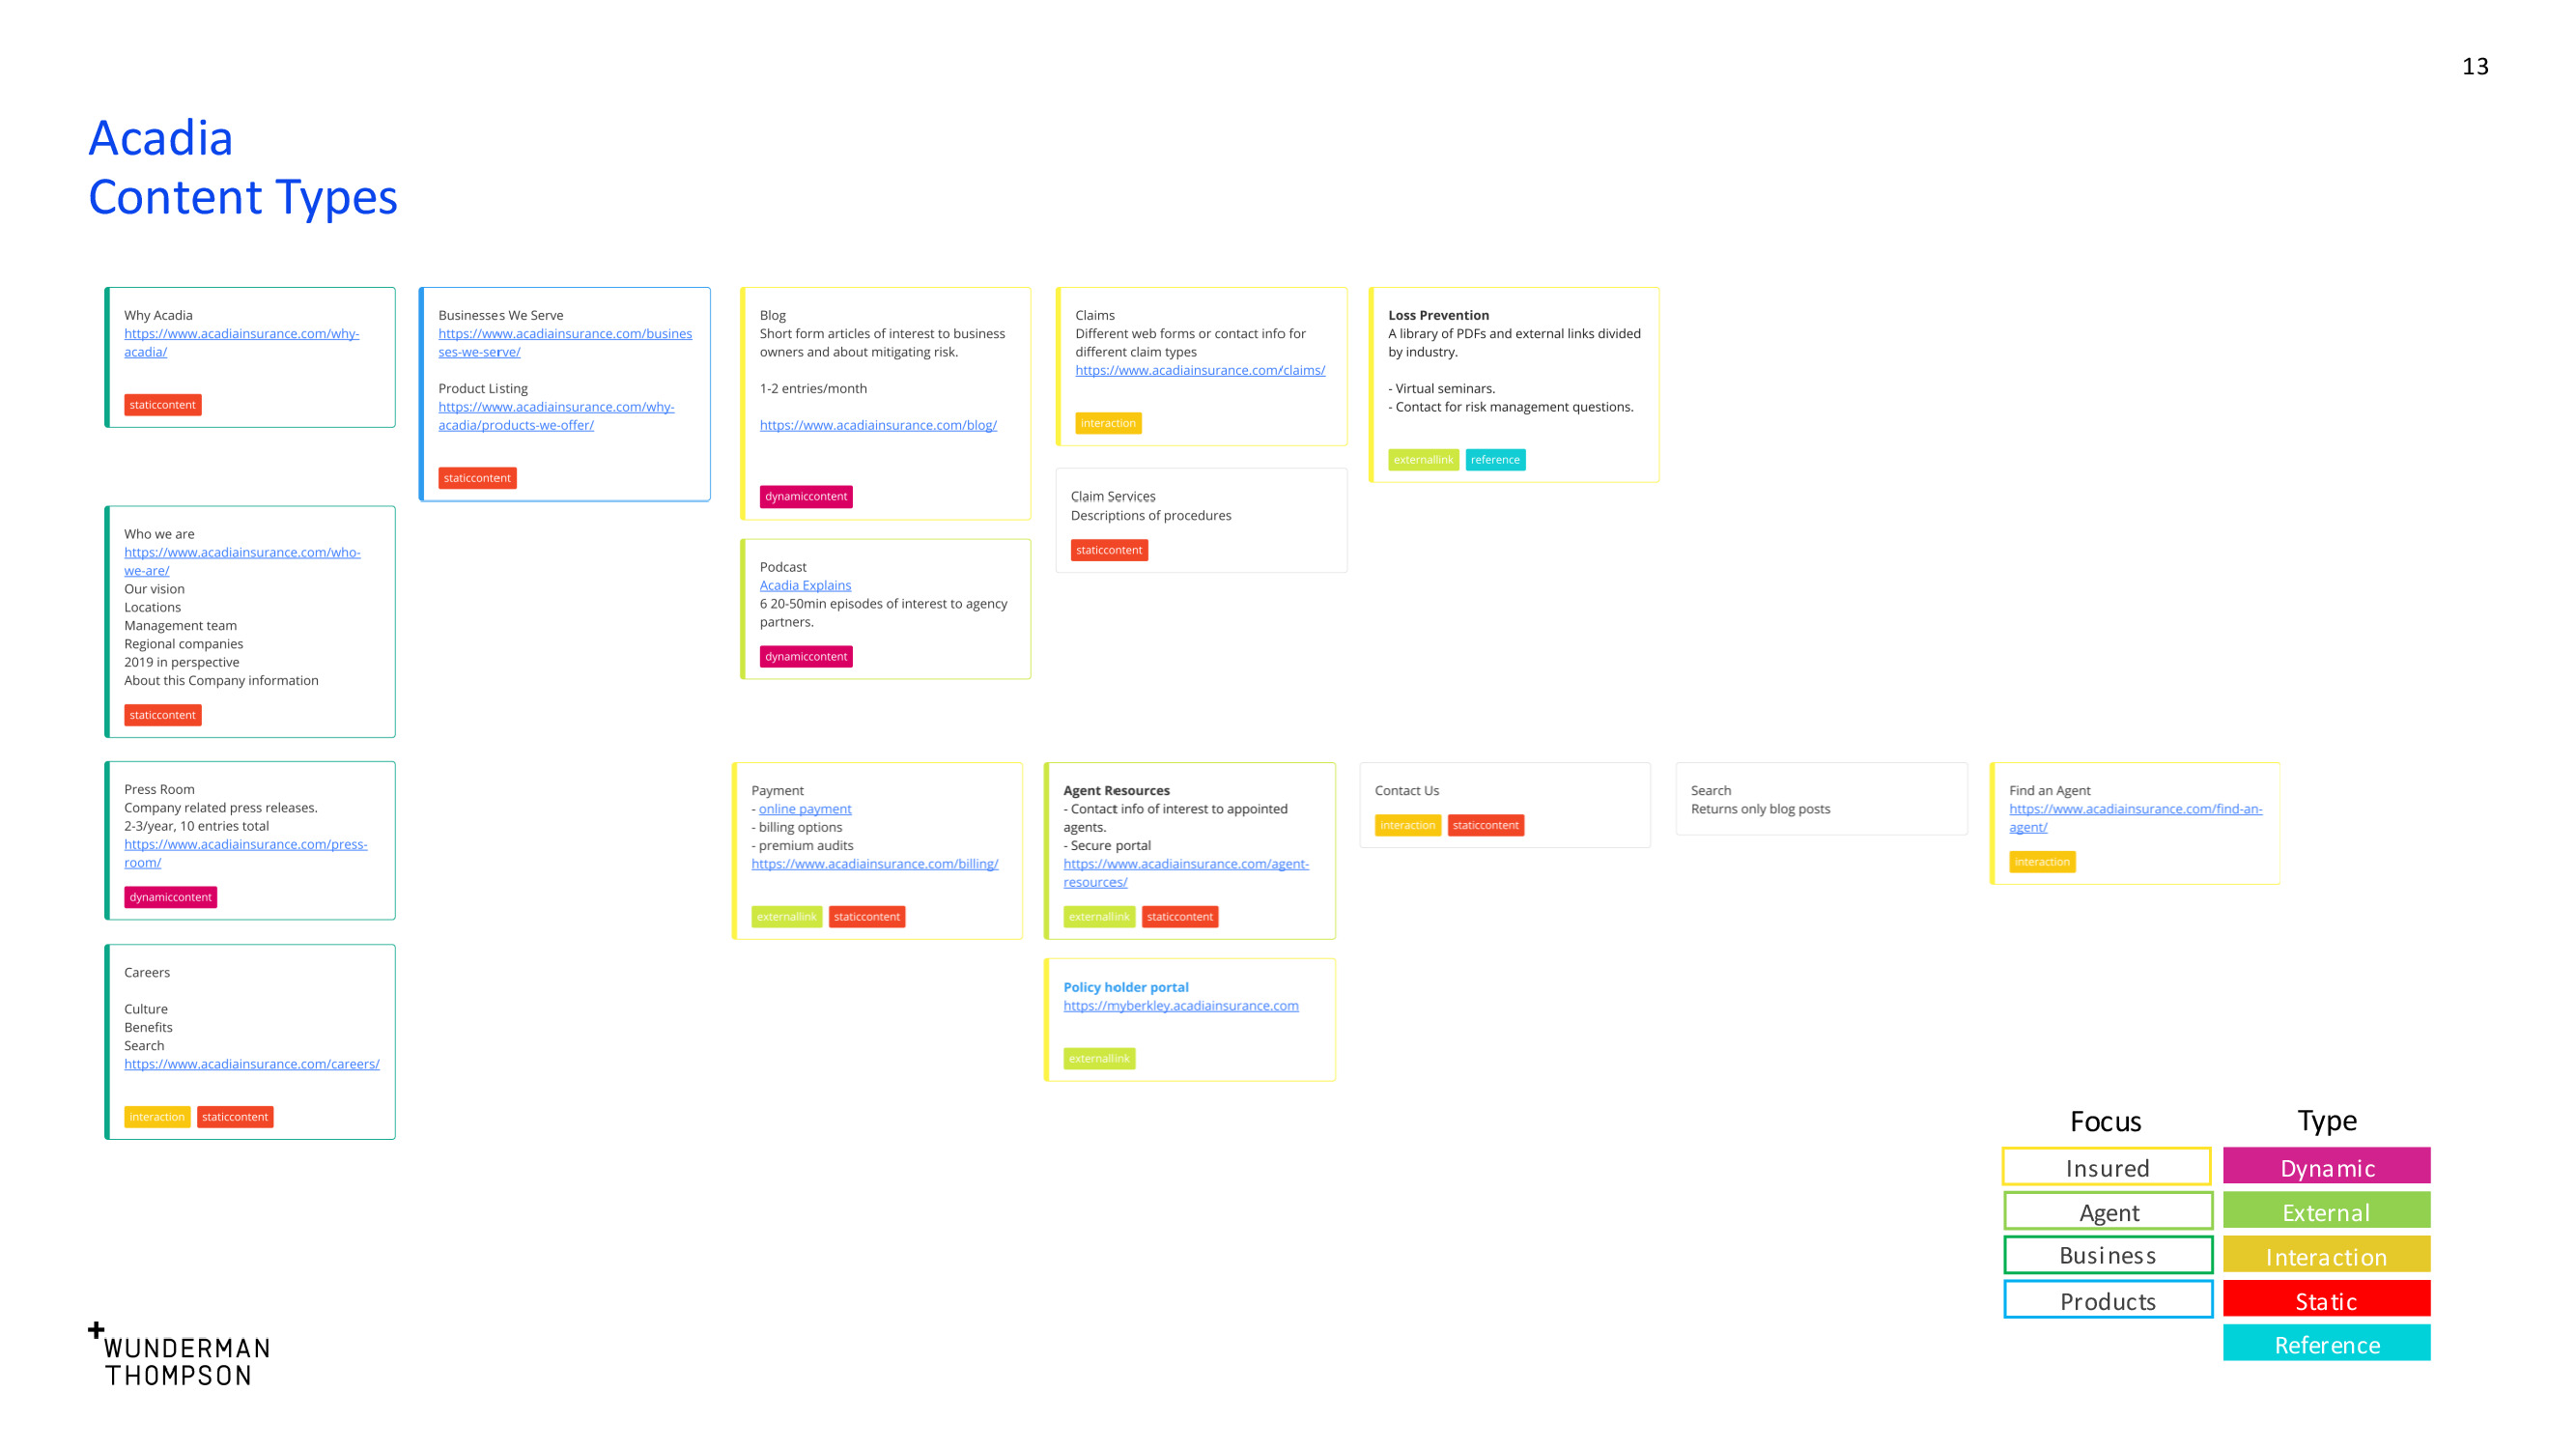 13
Acadia
Content Types
Why Acadia
https://www.acadiainsurance.com/why-
acadia/
staticcontent
Who we are
https://www.acadiainsurance.com/who-
we-are/
Our vision
Locations
Management team
Regional companies
2019 in perspective
About this Company information
staticcontent
Press Room
Company related press releases.
2-3/year, 10 entries total
https://www.acadiainsurance.com/press-
room/
dynamiccontent
Careers
Culture
Benefits
Search
https://www.acadiainsurance.com/careers/
interaction staticcontent
Businesses We Serve
https://www.acadiainsurance.com/busines
ses-we-serve/
Product Listing
https://www.acadiainsurance.com/why-
acadia/products-we-offer/
staticcontent
Blog
Short form articles of interest to business
owners and about mitigating risk.
1-2 entries/month
https://www.acadiainsurance.com/blog/
dynamiccontent
Podcast
Acadia Explains
6 20-50min episodes of interest to agency
partners.
dynamiccontent
Claims
Different web forms or contact info for
different claim types
https://www.acadiainsurance.com/claims/
interaction
Claim Services
Descriptions of procedures
staticcontent
Loss Prevention
A library of PDFs and external links divided
by industry.
- Virtual seminars.
- Contact for risk management questions.
externallink reference
Payment
- online payment
- billing options
- premium audits
https://www.acadiainsurance.com/billing/
externallink staticcontent
Agent Resources
- Contact info of interest to appointed
agents.
- Secure portal
https://www.acadiainsurance.com/agent-
resources/
externallink staticcontent
Policy holder portal
https://myberkley.acadiainsurance.com
externallink
Contact Us
interaction staticcontent
Search
Returns only blog posts
Find an Agent
https://www.acadiainsurance.com/find-an-
agent/
interaction
Focus
Insured
Agent
Business
Products
Type
Dynamic
External
Interaction
Static
Reference
WUNDERMAN
THOMPSON